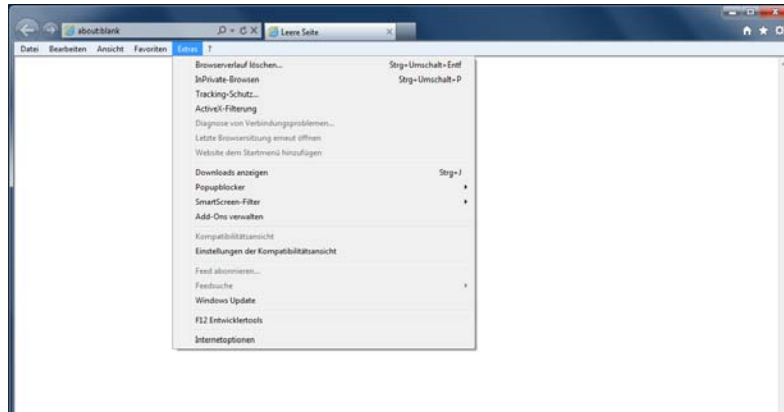 about:blank
Leere Seite
Datei Bearbeiten Ansicht Favoriten Extras ?
Browserverlauf löschen... Strg+Umschalt+Entf
InPrivate-Browsen Strg+Umschalt+P
Tracking-Schutz...
ActiveX-Filterung
Diagnose von Verbindungsproblemen...
Letzte Browsersitzung erneut öffnen
Website dem Startmenü hinzufügen
Downloads anzeigen Strg+J
Popupblocker
SmartScreen-Filter
Add-Ons verwalten
Kompatibilitätsansicht
Einstellungen der Kompatibilitätsansicht
Feed abonnieren...
Feedsuche
Windows Update
F12 Entwicklertools
Internetoptionen